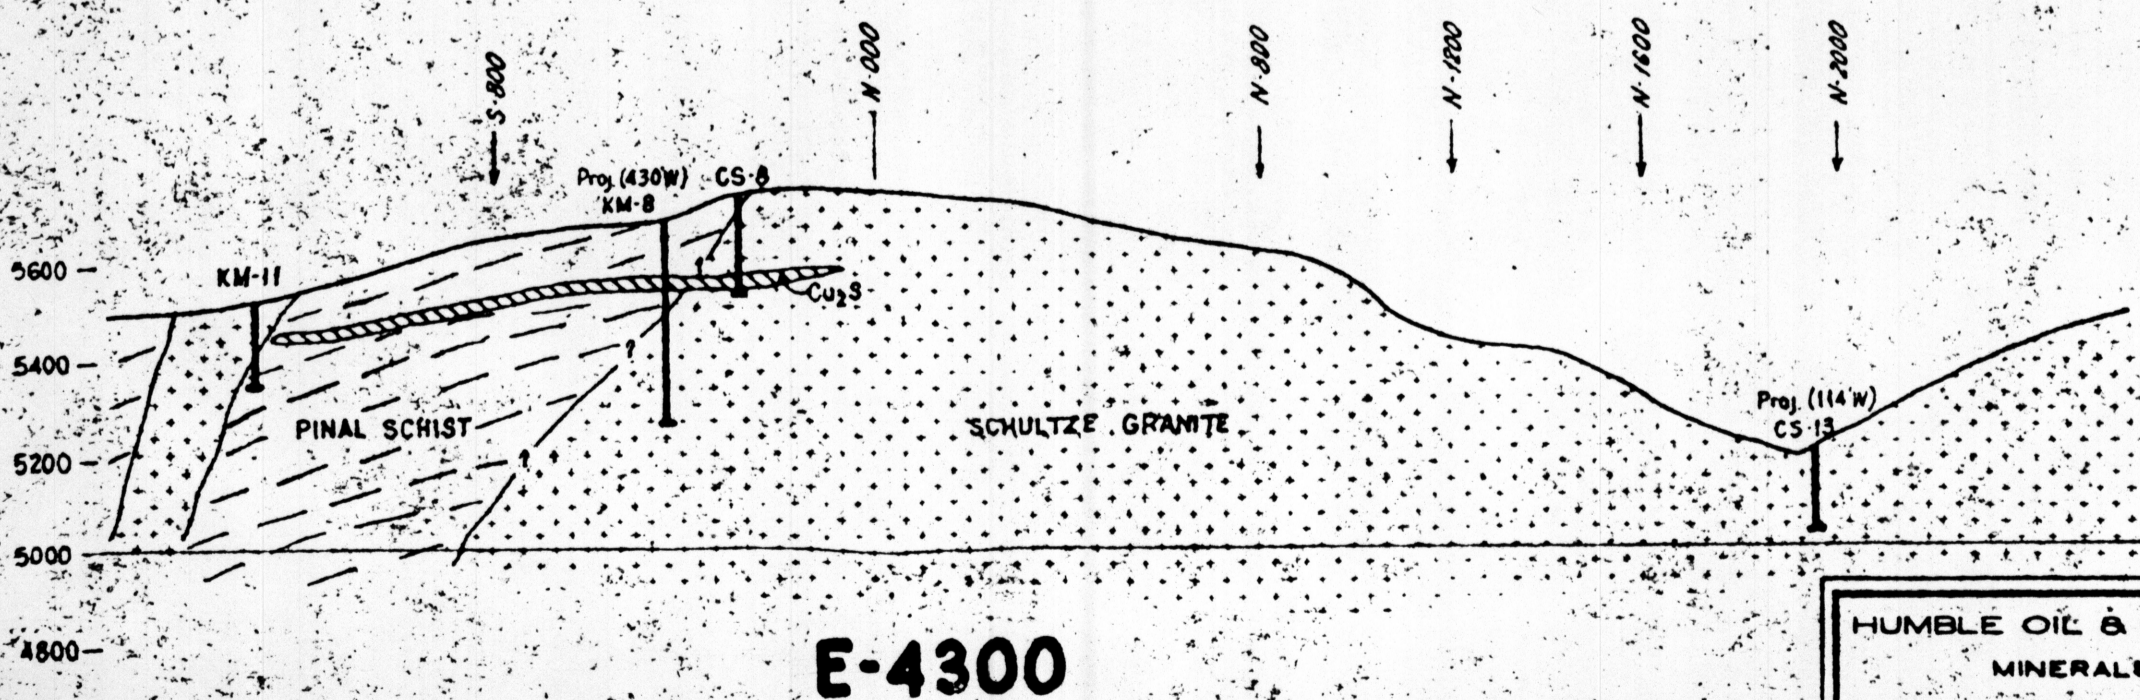 S-800
N-000
N-800
N-1200
N-1600
N-2000
Proj. (430'W)
KM-8
CS-8
KM-11
Cu2S
5600
5400
5200
5000
4800
?
?
?
PINAL SCHIST
SCHULTZE GRANITE
Proj. (114'W)
CS-13
E-4300
HUMBLE OIL &
MINERALS